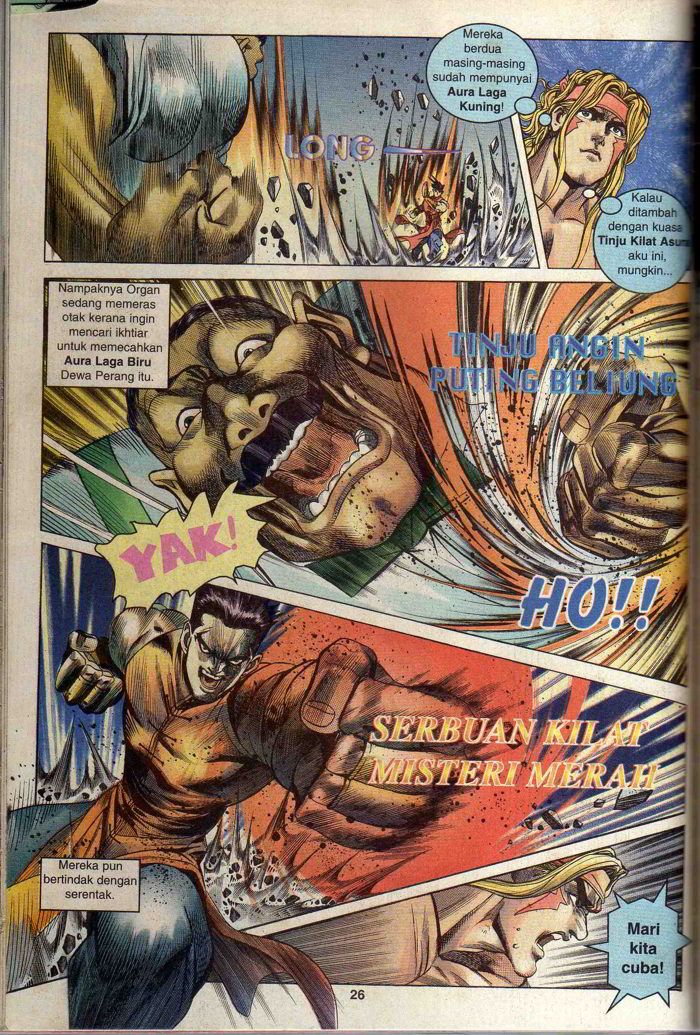 Mereka
berdua
masing-masing
sudah mempunyai
Aura Laga
Kuning!
LONG
Kalau
ditambah
dengan kuasa
Tinju Kilat Asura
aku ini,
mungkin...
Nampaknya Organ
sedang memeras
otak kerana ingin
mencari ikhtiar
untuk memecahkan
Aura Laga Biru
Dewa Perang itu.
TINJU ANGIN
PUTING BELIUNG
YAK!
HO!!
SERBUAN KILAT
MISTERI MERAH
Mereka pun
bertindak dengan
serentak.
Mari
kita
cuba!
26